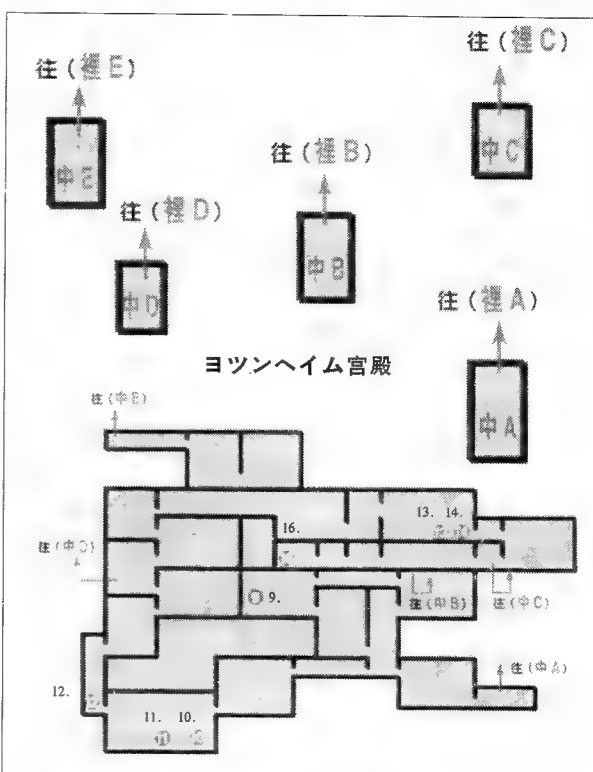 往(裡C)
往(裡E)
中C
往(裡B)
中E
往(裡D)
中B
中D
往(裡A)
ヨツンヘイム宮殿
中A
往(中E)
13. 14.
16.
往(中D)
9.
往(中B) 往(中C)
往(中A)
12.
11. 10.